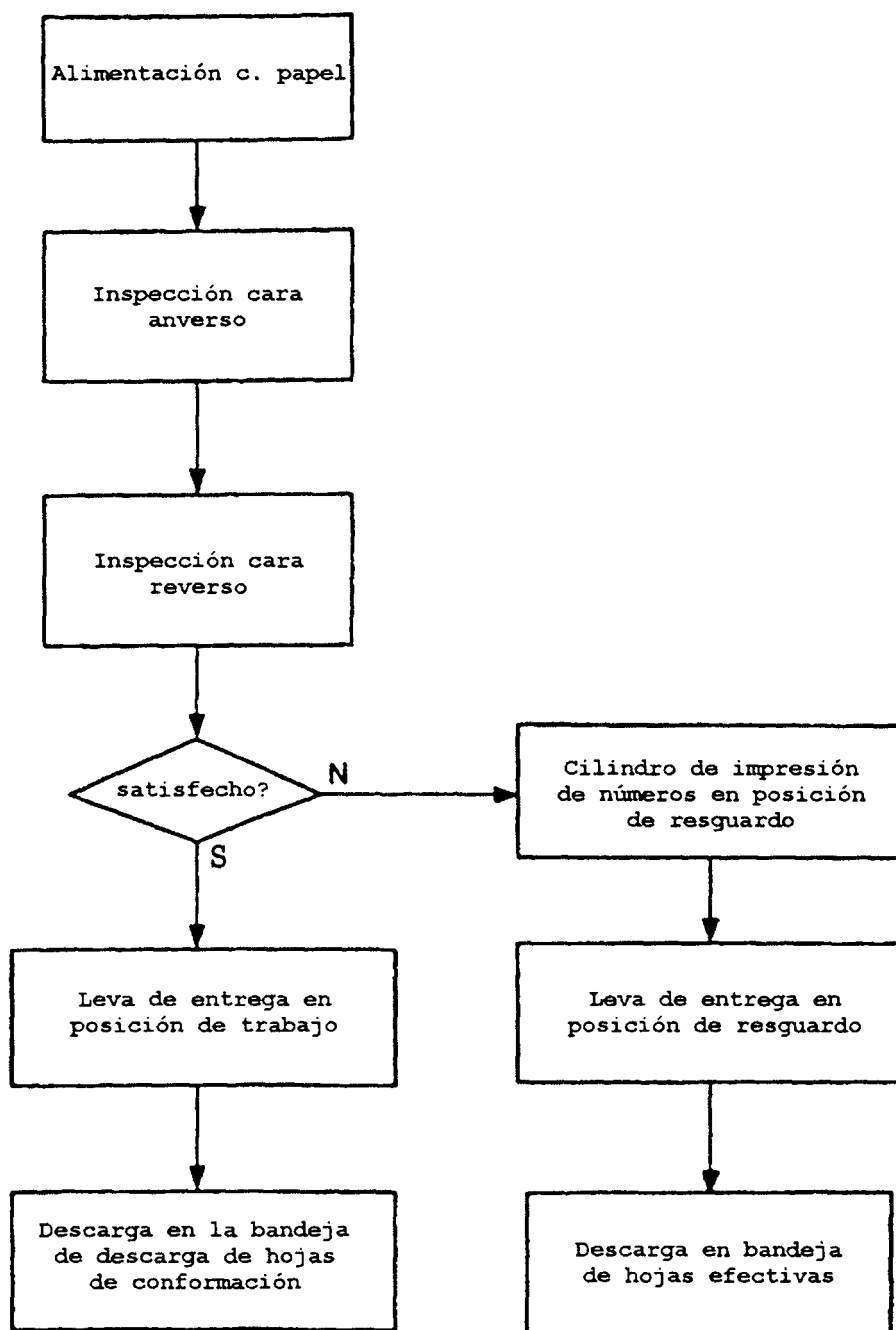 Alimentación c. papel
Inspección cara
anverso
Inspección cara
reverso
satisfecho?
N
S
Cilindro de impresión
de números en posición
de resguardo
Leva de entrega en
posición de trabajo
Leva de entrega en
posición de resguardo
Descarga en la bandeja
de descarga de hojas
de conformación
Descarga en bandeja
de hojas efectivas